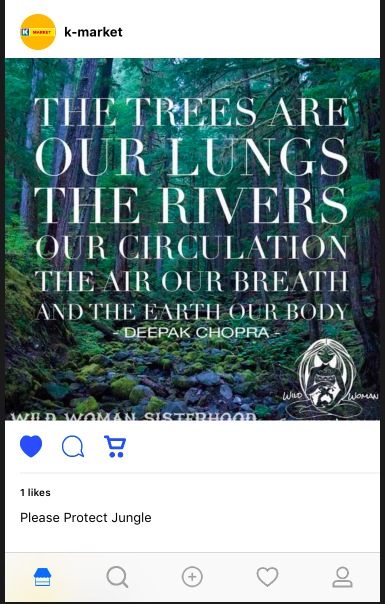 K MARKET
k-market
THE TREES ARE
OUR LUNGS
THE RIVERS
OUR CIRCULATION
THE AIR OUR BREATH
AND THE EARTH OUR BODY
- DEEPAK CHOPRA -
WILD WOMAN
WILD WOMAN SISTERHOOD
1 likes
Please Protect Jungle